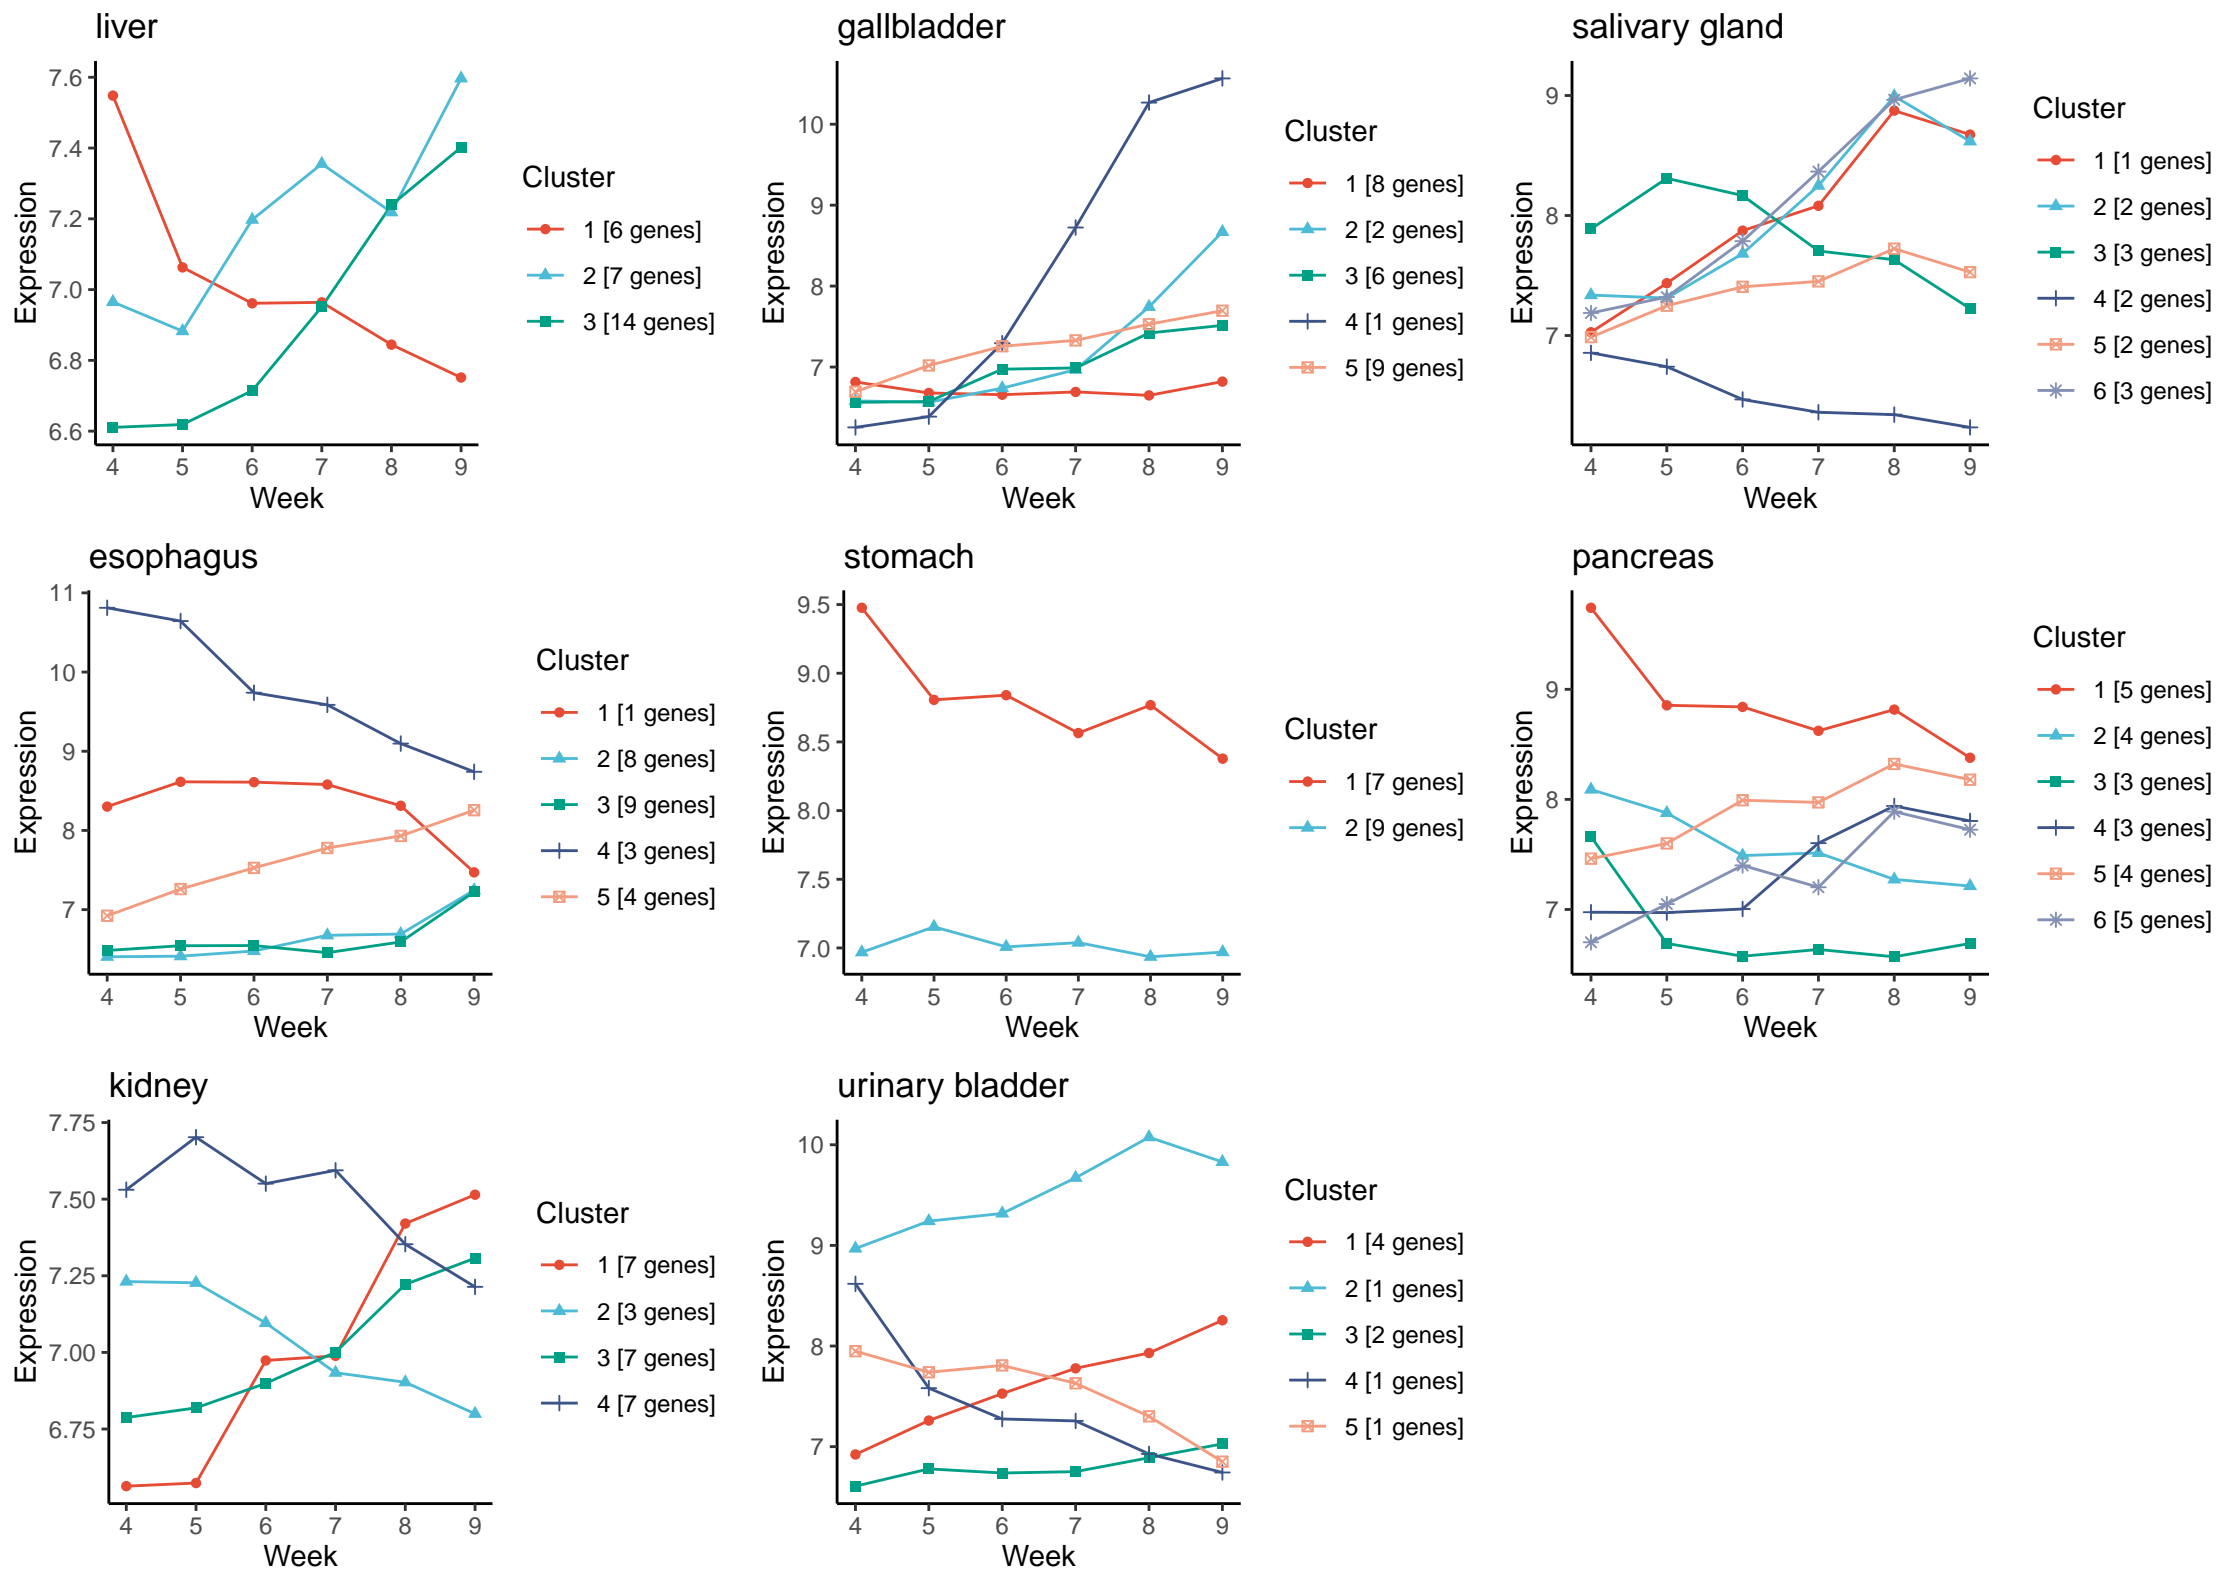 liver
7.6
7.4
7.2
7.0
6.8
6.6
Expression
4 5 6 7 8 9
Week
Cluster
1 [6 genes]
2 [7 genes]
3 [14 genes]
gallbladder
10
9
8
7
Expression
4 5 6 7 8 9
Week
Cluster
1 [8 genes]
2 [2 genes]
3 [6 genes]
4 [1 genes]
5 [9 genes]
salivary gland
9
8
7
Expression
4 5 6 7 8 9
Week
Cluster
1 [1 genes]
2 [2 genes]
3 [3 genes]
4 [2 genes]
5 [2 genes]
6 [3 genes]
esophagus
11
10
9
8
7
Expression
4 5 6 7 8 9
Week
Cluster
1 [1 genes]
2 [8 genes]
3 [9 genes]
4 [3 genes]
5 [4 genes]
stomach
9.5
9.0
8.5
8.0
7.5
7.0
Expression
4 5 6 7 8 9
Week
Cluster
1 [7 genes]
2 [9 genes]
pancreas
9
8
7
Expression
4 5 6 7 8 9
Week
Cluster
1 [5 genes]
2 [4 genes]
3 [3 genes]
4 [3 genes]
5 [4 genes]
6 [5 genes]
kidney
7.75
7.50
7.25
7.00
6.75
Expression
4 5 6 7 8 9
Week
Cluster
1 [7 genes]
2 [3 genes]
3 [7 genes]
4 [7 genes]
urinary bladder
10
9
8
7
Expression
4 5 6 7 8 9
Week
Cluster
1 [4 genes]
2 [1 genes]
3 [2 genes]
4 [1 genes]
5 [1 genes]